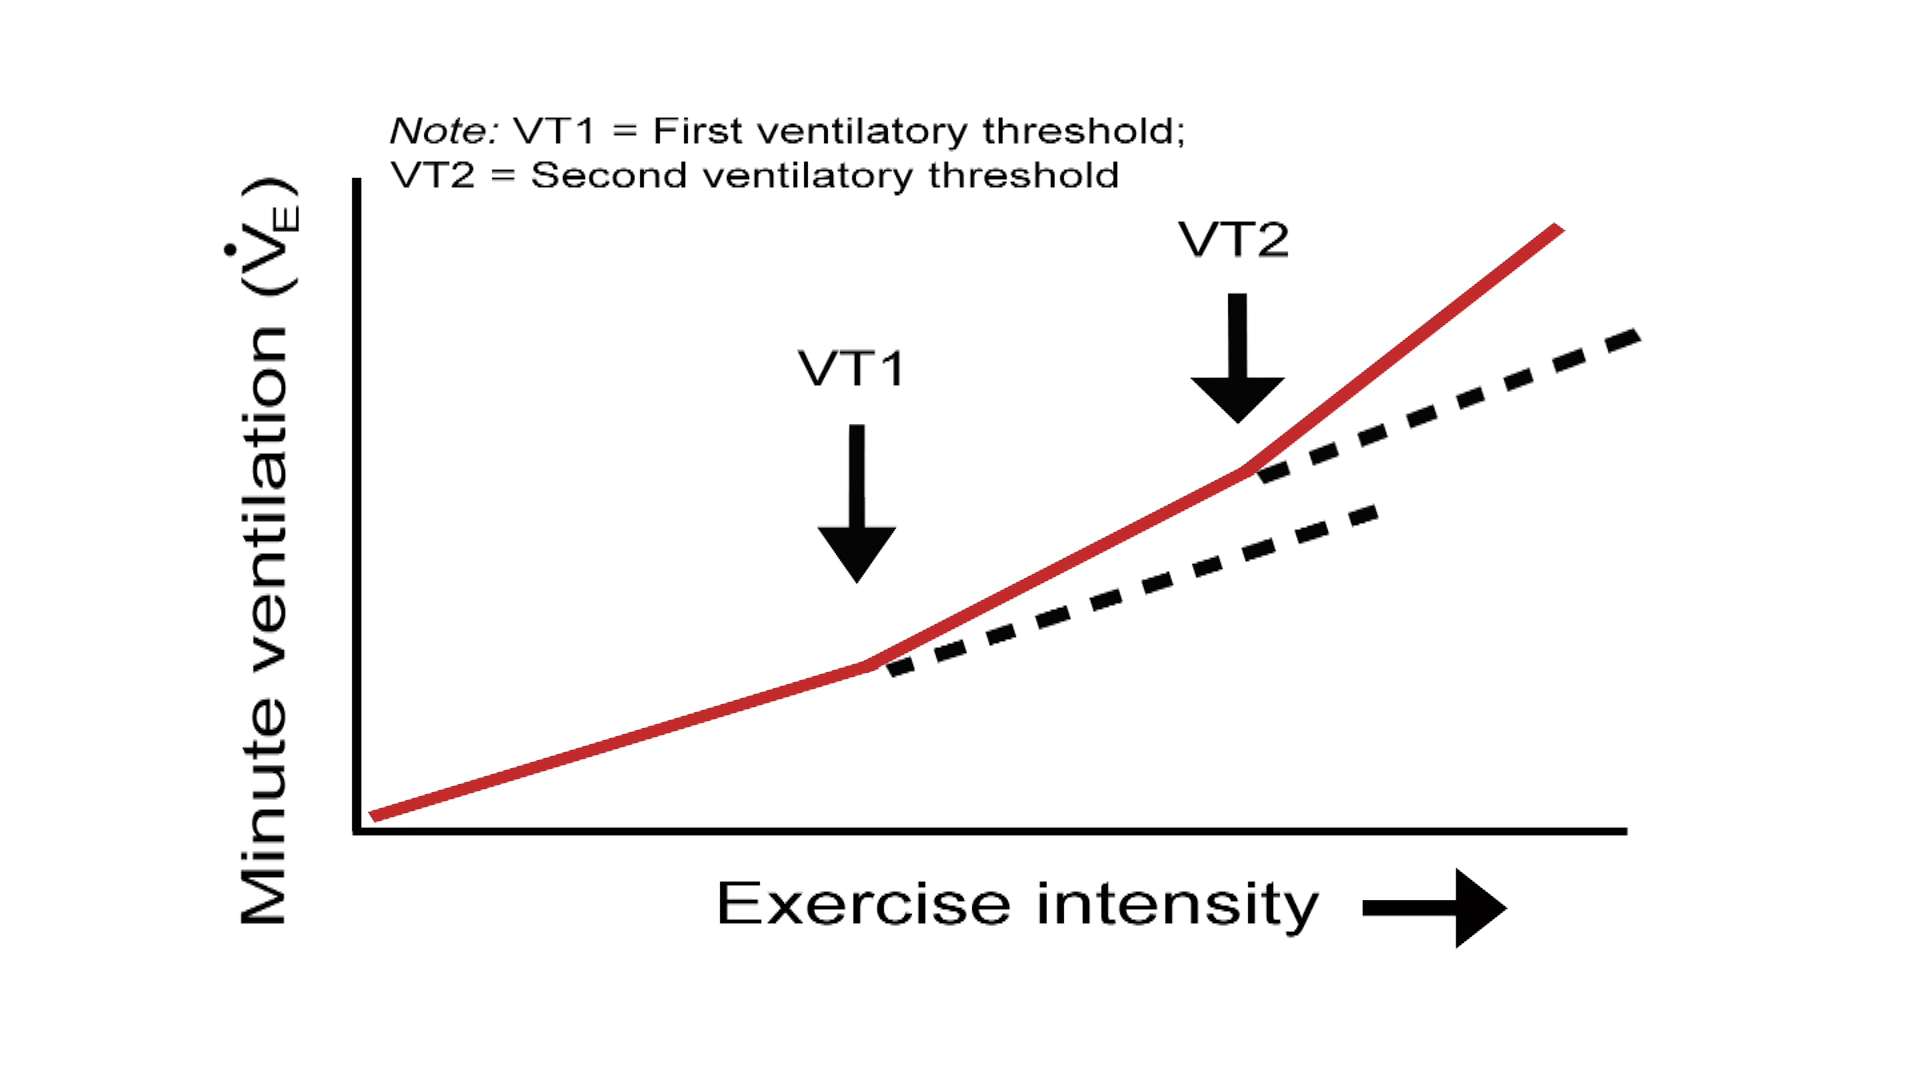 Note: VT1 = First ventilatory threshold;
VT2 = Second ventilatory threshold
VT2
VT1
Minute ventilation (V̇E)
Exercise intensity